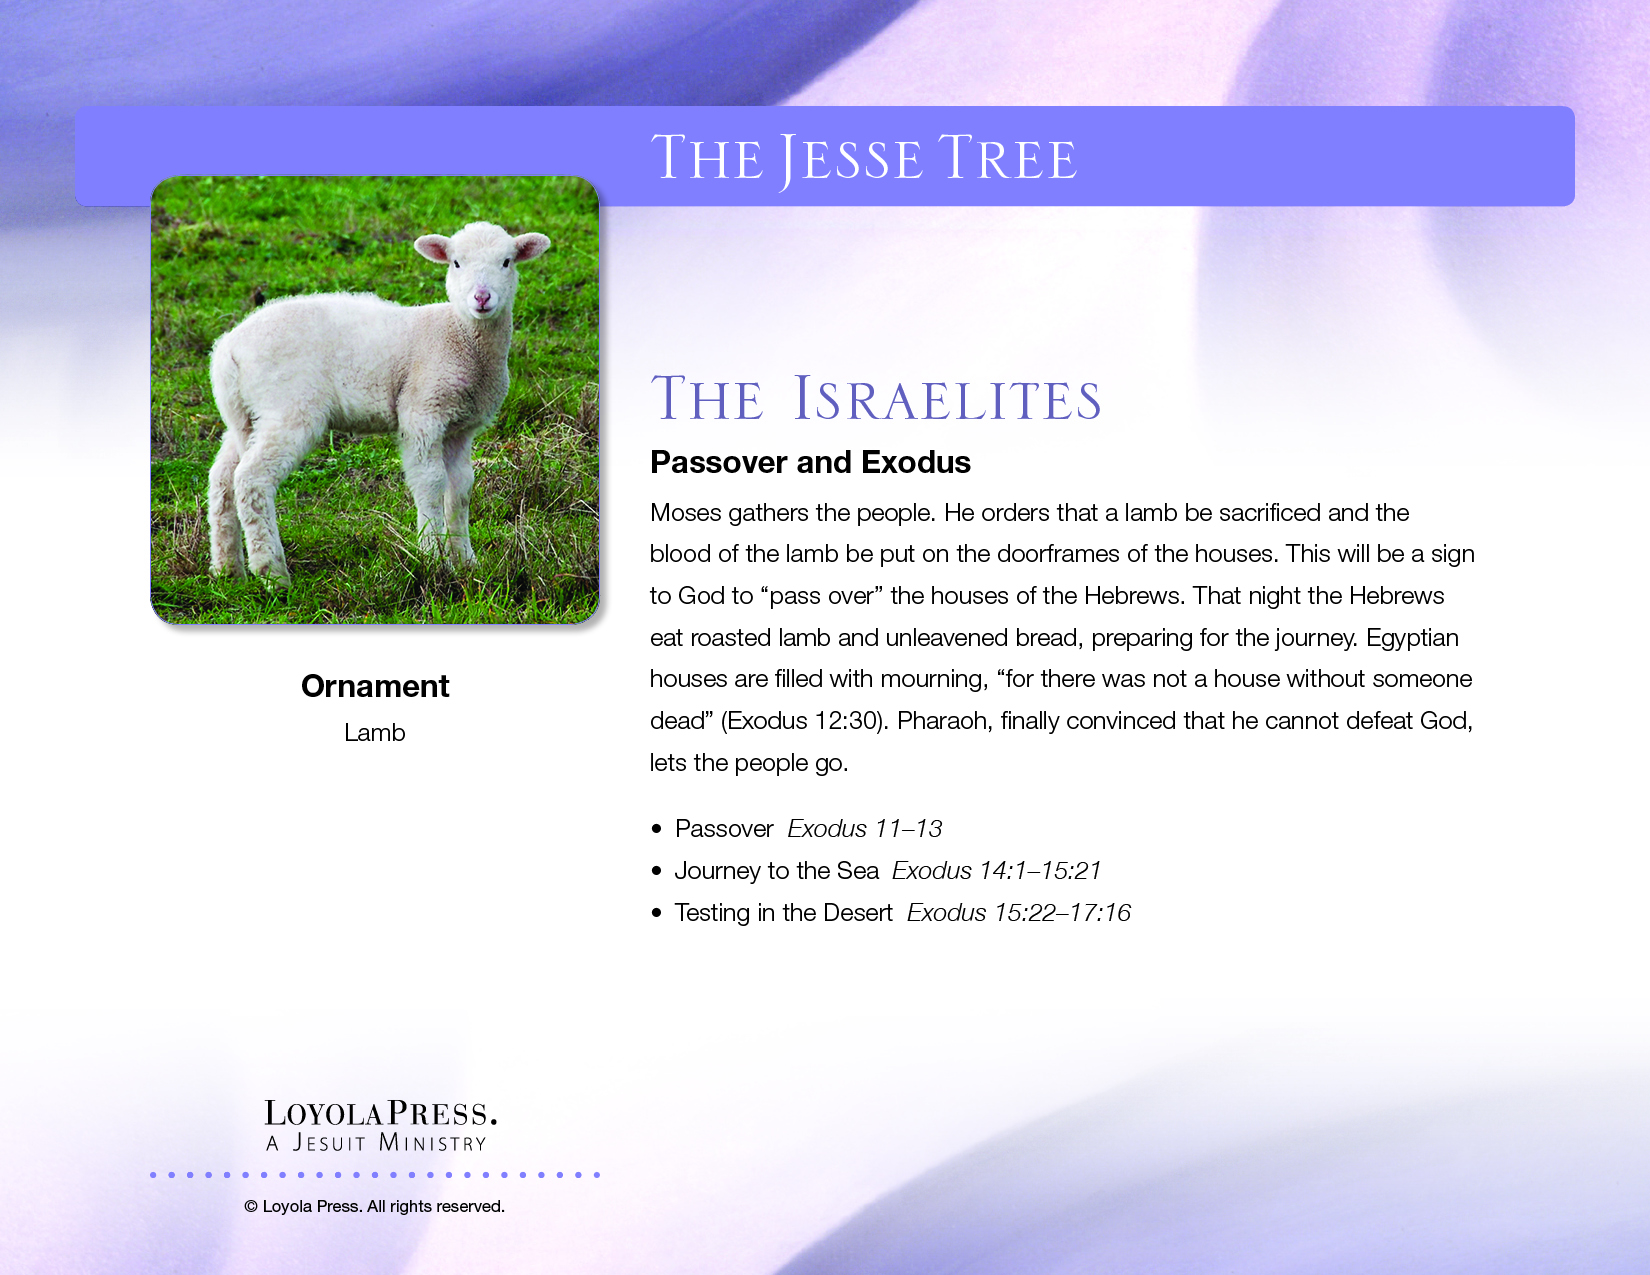 THE JESSE TREE
THE ISRAELITES
Passover and Exodus
Moses gathers the people. He orders that a lamb be sacrificed and the
blood of the lamb be put on the doorframes of the houses. This will be a sign
to God to “pass over” the houses of the Hebrews. That night the Hebrews
eat roasted lamb and unleavened bread, preparing for the journey. Egyptian
houses are filled with mourning, “for there was not a house without someone
dead” (Exodus 12:30). Pharaoh, finally convinced that he cannot defeat God,
lets the people go.
• Passover Exodus 11–13
• Journey to the Sea Exodus 14:1–15:21
• Testing in the Desert Exodus 15:22–17:16
Ornament
Lamb
LOYOLA PRESS.
A JESUIT MINISTRY
© Loyola Press. All rights reserved.